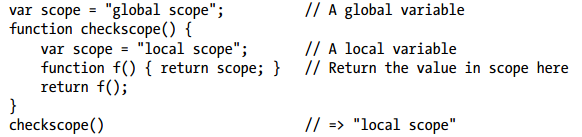 var scope = "global scope";          // A global variable
function checkscope() {
    var scope = "local scope";       // A local variable
    function f() { return scope; }   // Return the value in scope here
    return f();
}
checkscope()                         // => "local scope"